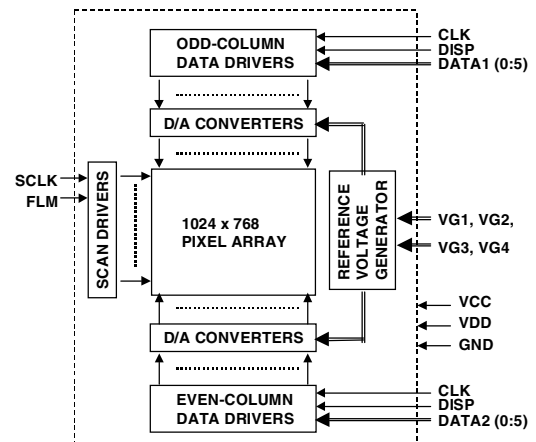 ODD-COLUMN
DATA DRIVERS
CLK
DISP
DATA1 (0:5)
D/A CONVERTERS
SCLK
FLM
SCAN DRIVERS
1024 x 768
PIXEL ARRAY
REFERENCE
VOLTAGE
GENERATOR
VG1, VG2,
VG3, VG4
VCC
VDD
GND
D/A CONVERTERS
EVEN-COLUMN
DATA DRIVERS
CLK
DISP
DATA2 (0:5)